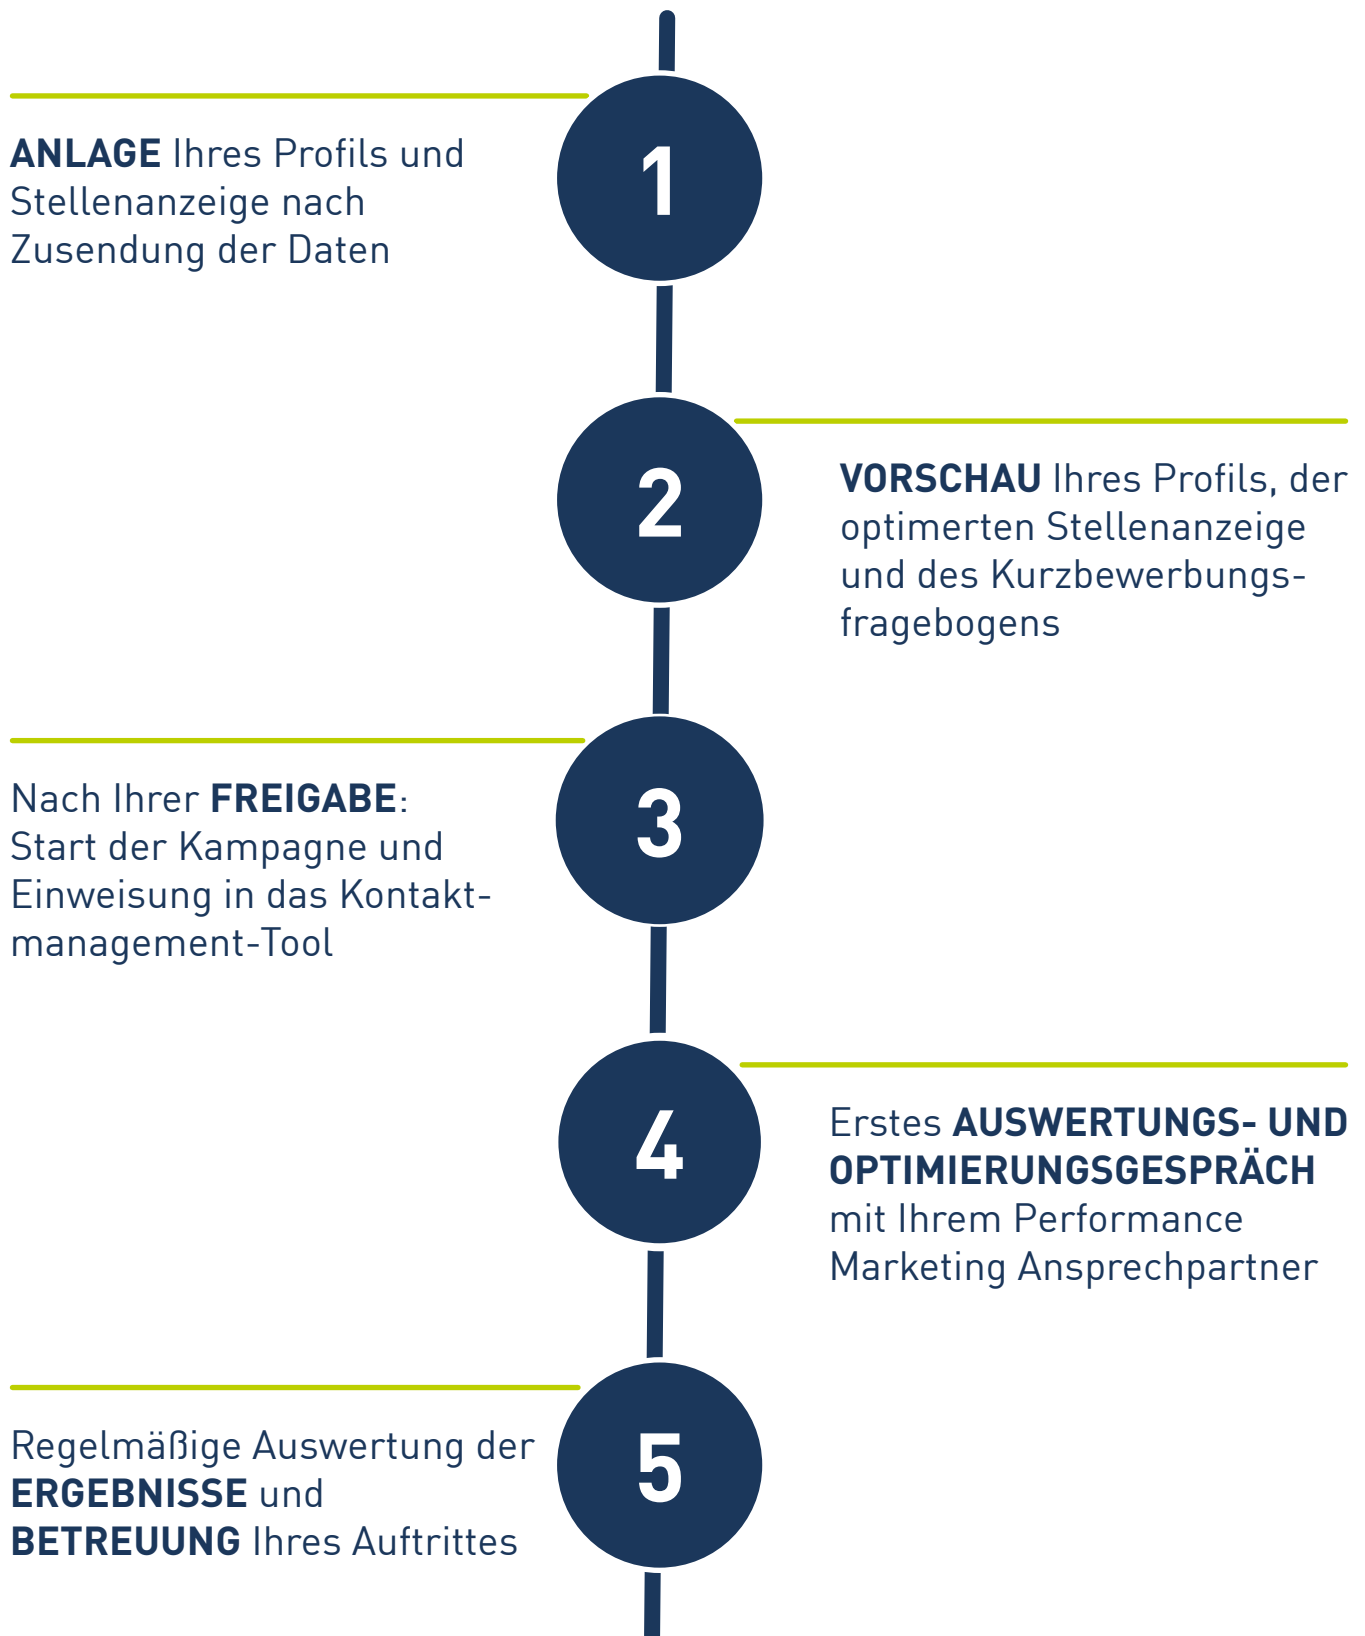 1
ANLAGE Ihres Profils und
Stellenanzeige nach
Zusendung der Daten
2
VORSCHAU Ihres Profils, der
optimerten Stellenanzeige
und des Kurzbewerbungs-
fragebogens
3
Nach Ihrer FREIGABE:
Start der Kampagne und
Einweisung in das Kontakt-
management-Tool
4
Erstes AUSWERTUNGS- UND
OPTIMIERUNGSGESPRÄCH
mit Ihrem Performance
Marketing Ansprechpartner
5
Regelmäßige Auswertung der
ERGEBNISSE und
BETREUUNG Ihres Auftrittes